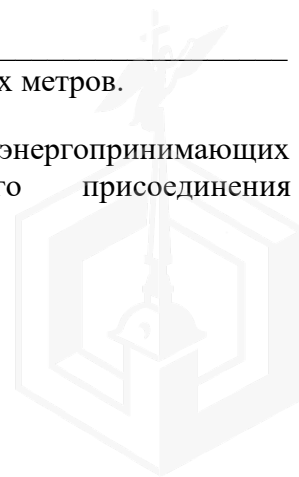 х метров.
энергопринимающих
го присоединения